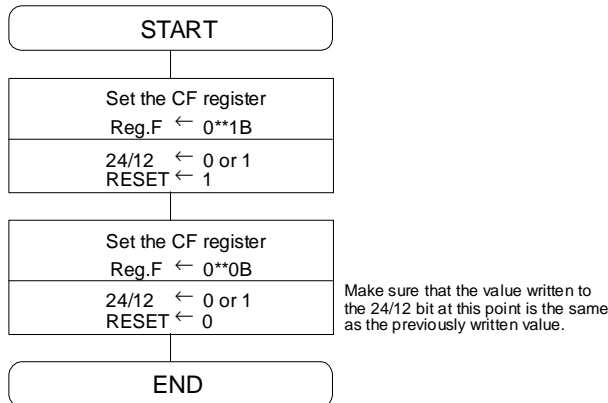 START
Set the CF register
Reg.F ← 0**1B
24/12 ← 0 or 1
RESET ← 1
Set the CF register
Reg.F ← 0**0B
24/12 ← 0 or 1
RESET ← 0
Make sure that the value written to
the 24/12 bit at this point is the same
as the previously written value.
END